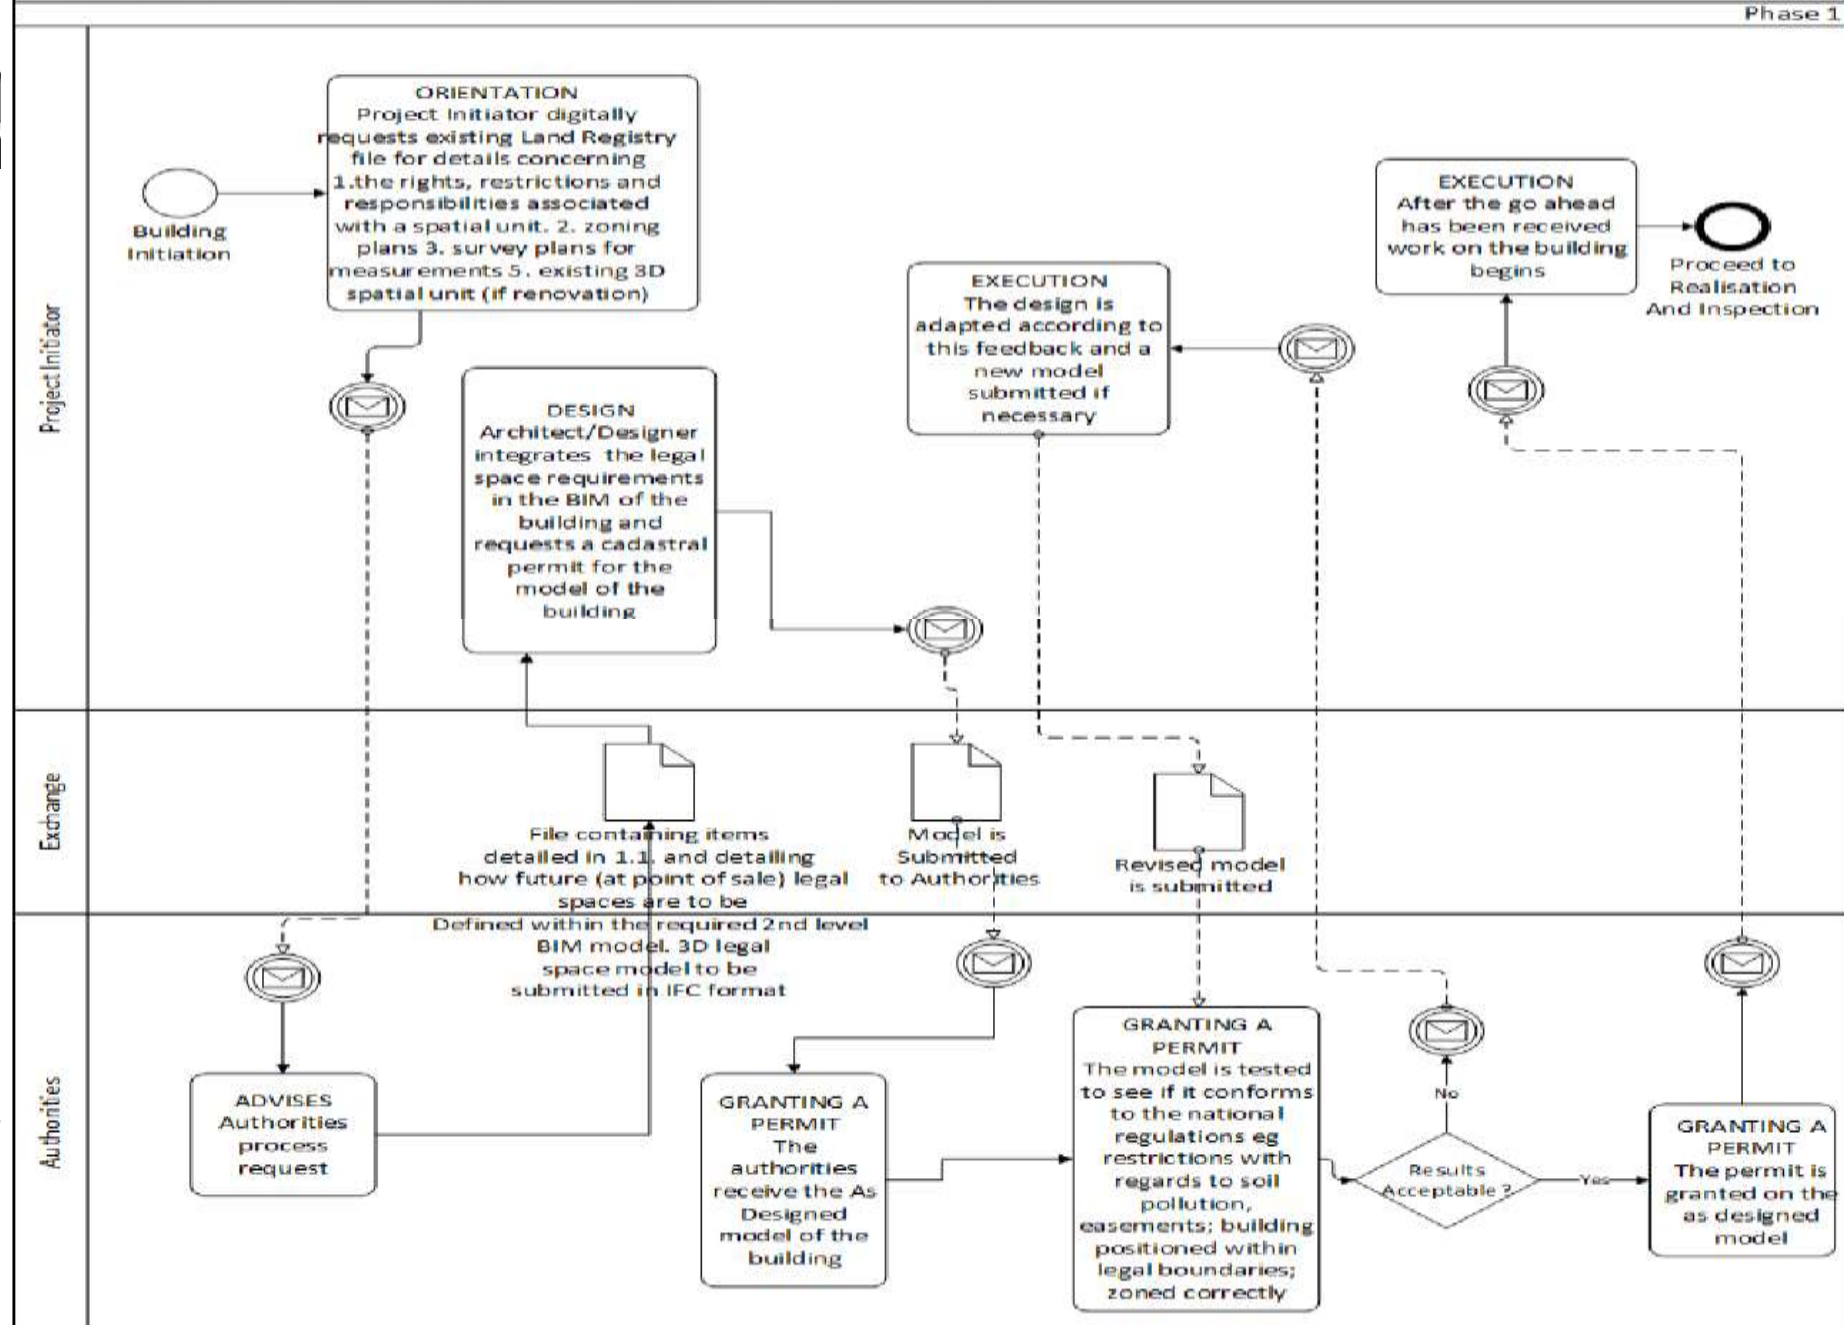 Phase 1
Project Initiator
Building
Initiation
ORIENTATION
Project Initiator digitally
requests existing Land Registry
file for details concerning
1.the rights, restrictions and
responsibilities associated
with a spatial unit. 2. zoning
plans 3. survey plans for
measurements 5. existing 3D
spatial unit (if renovation)
DESIGN
Architect/Designer
integrates the legal
space requirements
in the BIM of the
building and
requests a cadastral
permit for the
model of the
building
EXECUTION
The design is
adapted according to
this feedback and a
new model
submitted if
necessary
EXECUTION
After the go ahead
has been received
work on the building
begins
Proceed to
Realisation
And Inspection
Exchange
File containing items
detailed in 1.1. and detailing
how future (at point of sale) legal
spaces are to be
Defined within the required 2nd level
BIM model. 3D legal
space model to be
submitted in IFC format
Model is
Submitted
to Authorities
Revised model
is submitted
Authorities
ADVISES
Authorities
process
request
GRANTING A
PERMIT
The
authorities
receive the As
Designed
model of the
building
GRANTING A
PERMIT
The model is tested
to see if it conforms
to the national
regulations eg
restrictions with
regards to soil
pollution,
easements; building
positioned within
legal boundaries;
zoned correctly
Results
Acceptable?
No
Yes
GRANTING A
PERMIT
The permit is
granted on the
as designed
model